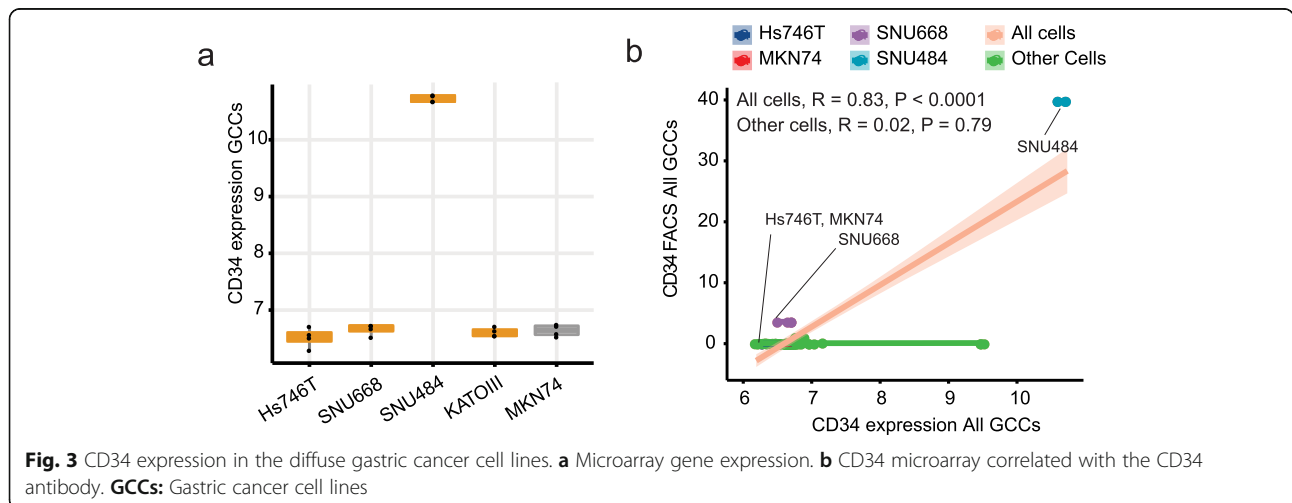 a
CD34 expression GCCs
10
9
8
7
Hs746T
SNU668
SNU484
KATOIII
MKN74
b
Hs746T SNU668 All cells
MKN74 SNU484 Other Cells
All cells, R = 0.83, P < 0.0001
Other cells, R = 0.02, P = 0.79
SNU484
Hs746T, MKN74
SNU668
CD34 FACS All GCCs
40
30
20
10
0
6 7 8 9 10
CD34 expression All GCCs
Fig. 3 CD34 expression in the diffuse gastric cancer cell lines. a Microarray gene expression. b CD34 microarray correlated with the CD34
antibody. GCCs: Gastric cancer cell lines